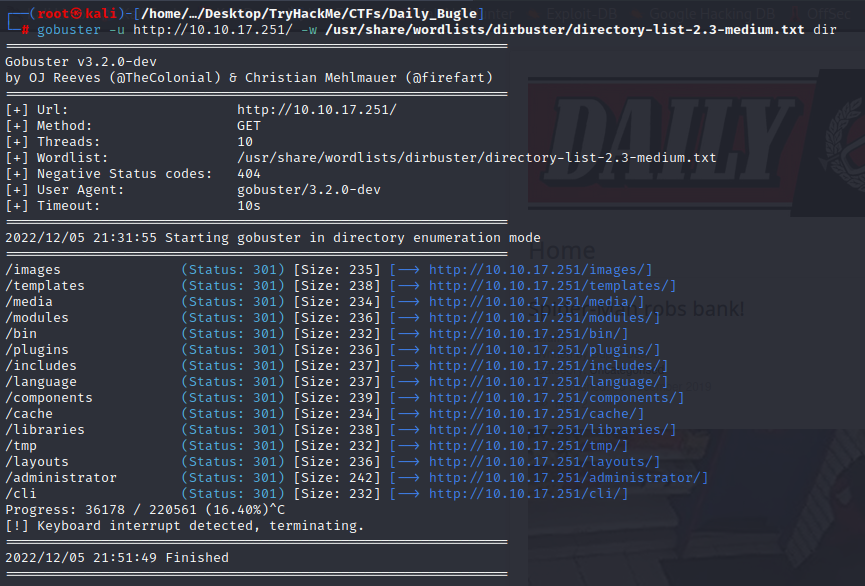 ┌──(root㉿kali)-[/home/…/Desktop/TryHackMe/CTFs/Daily_Bugle]
└─# gobuster -u http://10.10.17.251/ -w /usr/share/wordlists/dirbuster/directory-list-2.3-medium.txt dir
Exploit-DB Google Hacking DB OffSec
===============================================================
Gobuster v3.2.0-dev
by OJ Reeves (@TheColonial) & Christian Mehlmauer (@firefart)
===============================================================
[+] Url: http://10.10.17.251/
[+] Method: GET
[+] Threads: 10
[+] Wordlist: /usr/share/wordlists/dirbuster/directory-list-2.3-medium.txt
[+] Negative Status codes: 404
[+] User Agent: gobuster/3.2.0-dev
[+] Timeout: 10s
===============================================================
2022/12/05 21:31:55 Starting gobuster in directory enumeration mode
===============================================================
/images (Status: 301) [Size: 235] [--> http://10.10.17.251/images/]
/templates (Status: 301) [Size: 238] [--> http://10.10.17.251/templates/]
/media (Status: 301) [Size: 234] [--> http://10.10.17.251/media/]
/modules (Status: 301) [Size: 236] [--> http://10.10.17.251/modules/]
/bin (Status: 301) [Size: 232] [--> http://10.10.17.251/bin/]
/plugins (Status: 301) [Size: 236] [--> http://10.10.17.251/plugins/]
/includes (Status: 301) [Size: 237] [--> http://10.10.17.251/includes/]
/language (Status: 301) [Size: 237] [--> http://10.10.17.251/language/]
/components (Status: 301) [Size: 239] [--> http://10.10.17.251/components/]
/cache (Status: 301) [Size: 234] [--> http://10.10.17.251/cache/]
/libraries (Status: 301) [Size: 238] [--> http://10.10.17.251/libraries/]
/tmp (Status: 301) [Size: 232] [--> http://10.10.17.251/tmp/]
/layouts (Status: 301) [Size: 236] [--> http://10.10.17.251/layouts/]
/administrator (Status: 301) [Size: 242] [--> http://10.10.17.251/administrator/]
/cli (Status: 301) [Size: 232] [--> http://10.10.17.251/cli/]
Progress: 36178 / 220561 (16.40%)^C
[!] Keyboard interrupt detected, terminating.
===============================================================
2022/12/05 21:51:49 Finished
===============================================================
DAILY
Home
robs bank!